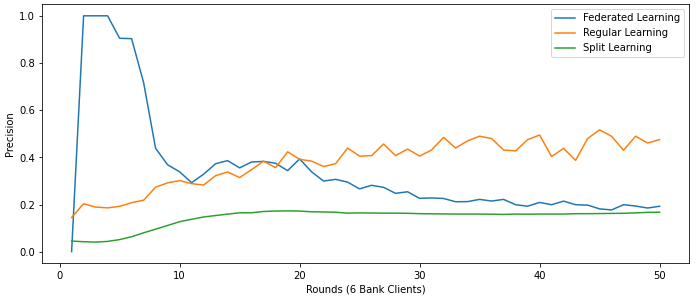 Federated Learning
Regular Learning
Split Learning
Precision
1.0
0.8
0.6
0.4
0.2
0.0
0 10 20 30 40 50
Rounds (6 Bank Clients)